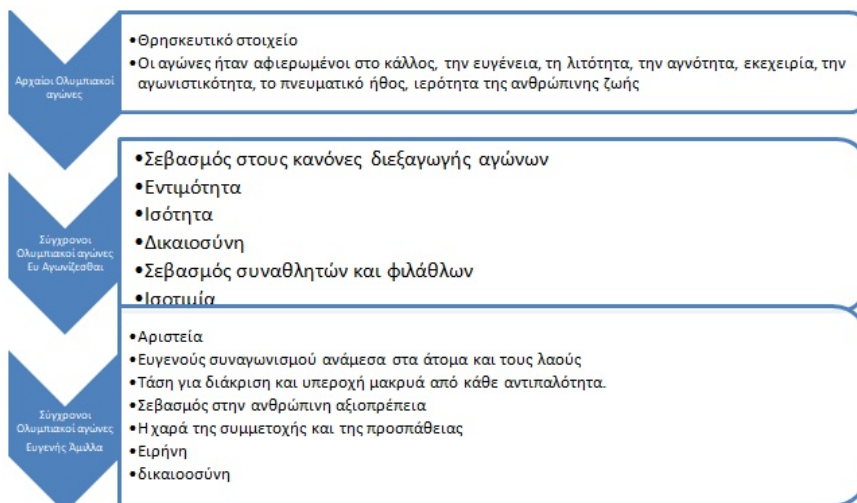 Αρχαίοι Ολυμπιακοί
αγώνες
•Θρησκευτικό στοιχείο
•Οι αγώνες ήταν αφιερωμένοι στο κάλλος, την ευγένεια, τη λιτότητα, την αγνότητα, εκεχειρία, την
αγωνιστικότητα, το πνευματικό ήθος, ιερότητα της ανθρώπινης ζωής
Σύγχρονοι
Ολυμπιακοί αγώνες
Ευ Αγωνίζεσθαι
•Σεβασμός στους κανόνες διεξαγωγής αγώνων
•Εντιμότητα
•Ισότητα
•Δικαιοσύνη
•Σεβασμός συναθλητών και φιλάθλων
•Ισοτιμία
Σύγχρονοι
Ολυμπιακοί αγώνες
Ευγενής Άμιλλα
•Αριστεία
•Ευγενούς συναγωνισμού ανάμεσα στα άτομα και τους λαούς
•Τάση για διάκριση και υπεροχή μακρυά από κάθε αντιπαλότητα.
•Σεβασμός στην ανθρώπινη αξιοπρέπεια
•Η χαρά της συμμετοχής και της προσπάθειας
•Ειρήνη
•δικαιοοσύνη